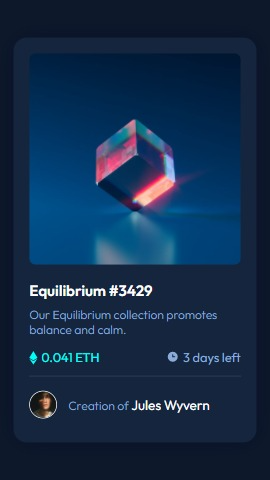 Equilibrium #3429
Our Equilibrium collection promotes
balance and calm.
0.041 ETH 3 days left
Creation of Jules Wyvern